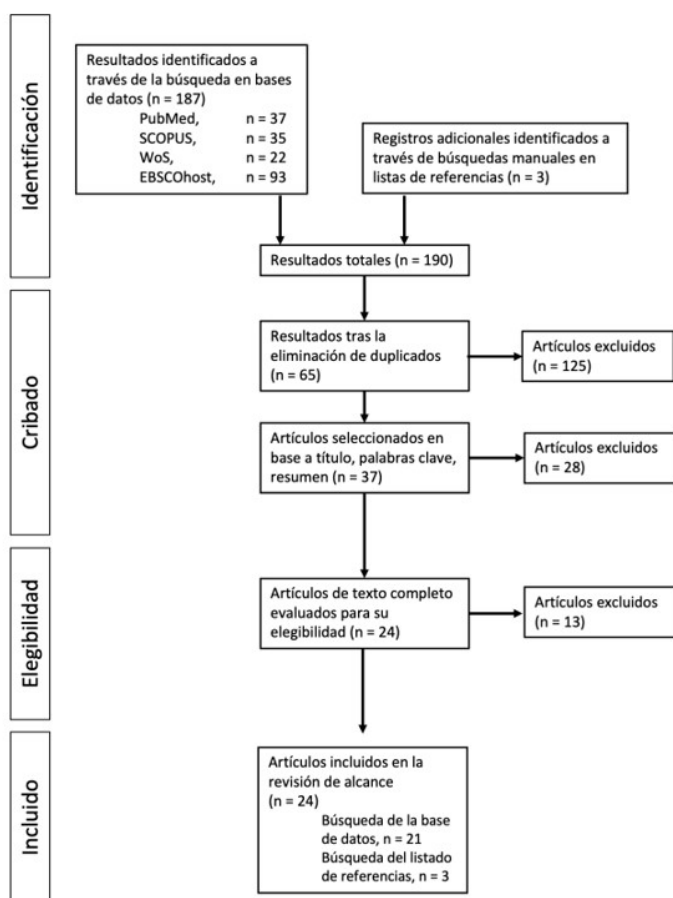 Identificación
Resultados identificados a
través de la búsqueda en bases
de datos (n = 187)
PubMed, n = 37
SCOPUS, n = 35
WoS, n = 22
EBSCOhost, n = 93
Registros adicionales identificados a
través de búsquedas manuales en
listas de referencias (n = 3)
Resultados totales (n = 190)
Cribado
Resultados tras la
eliminación de duplicados
(n = 65)
Artículos excluidos
(n = 125)
Artículos seleccionados en
base a título, palabras clave,
resumen (n = 37)
Artículos excluidos
(n = 28)
Elegibilidad
Artículos de texto completo
evaluados para su
elegibilidad (n = 24)
Artículos excluidos
(n = 13)
Incluido
Artículos incluidos en la
revisión de alcance
(n = 24)
Búsqueda de la base
de datos, n = 21
Búsqueda del listado
de referencias, n = 3